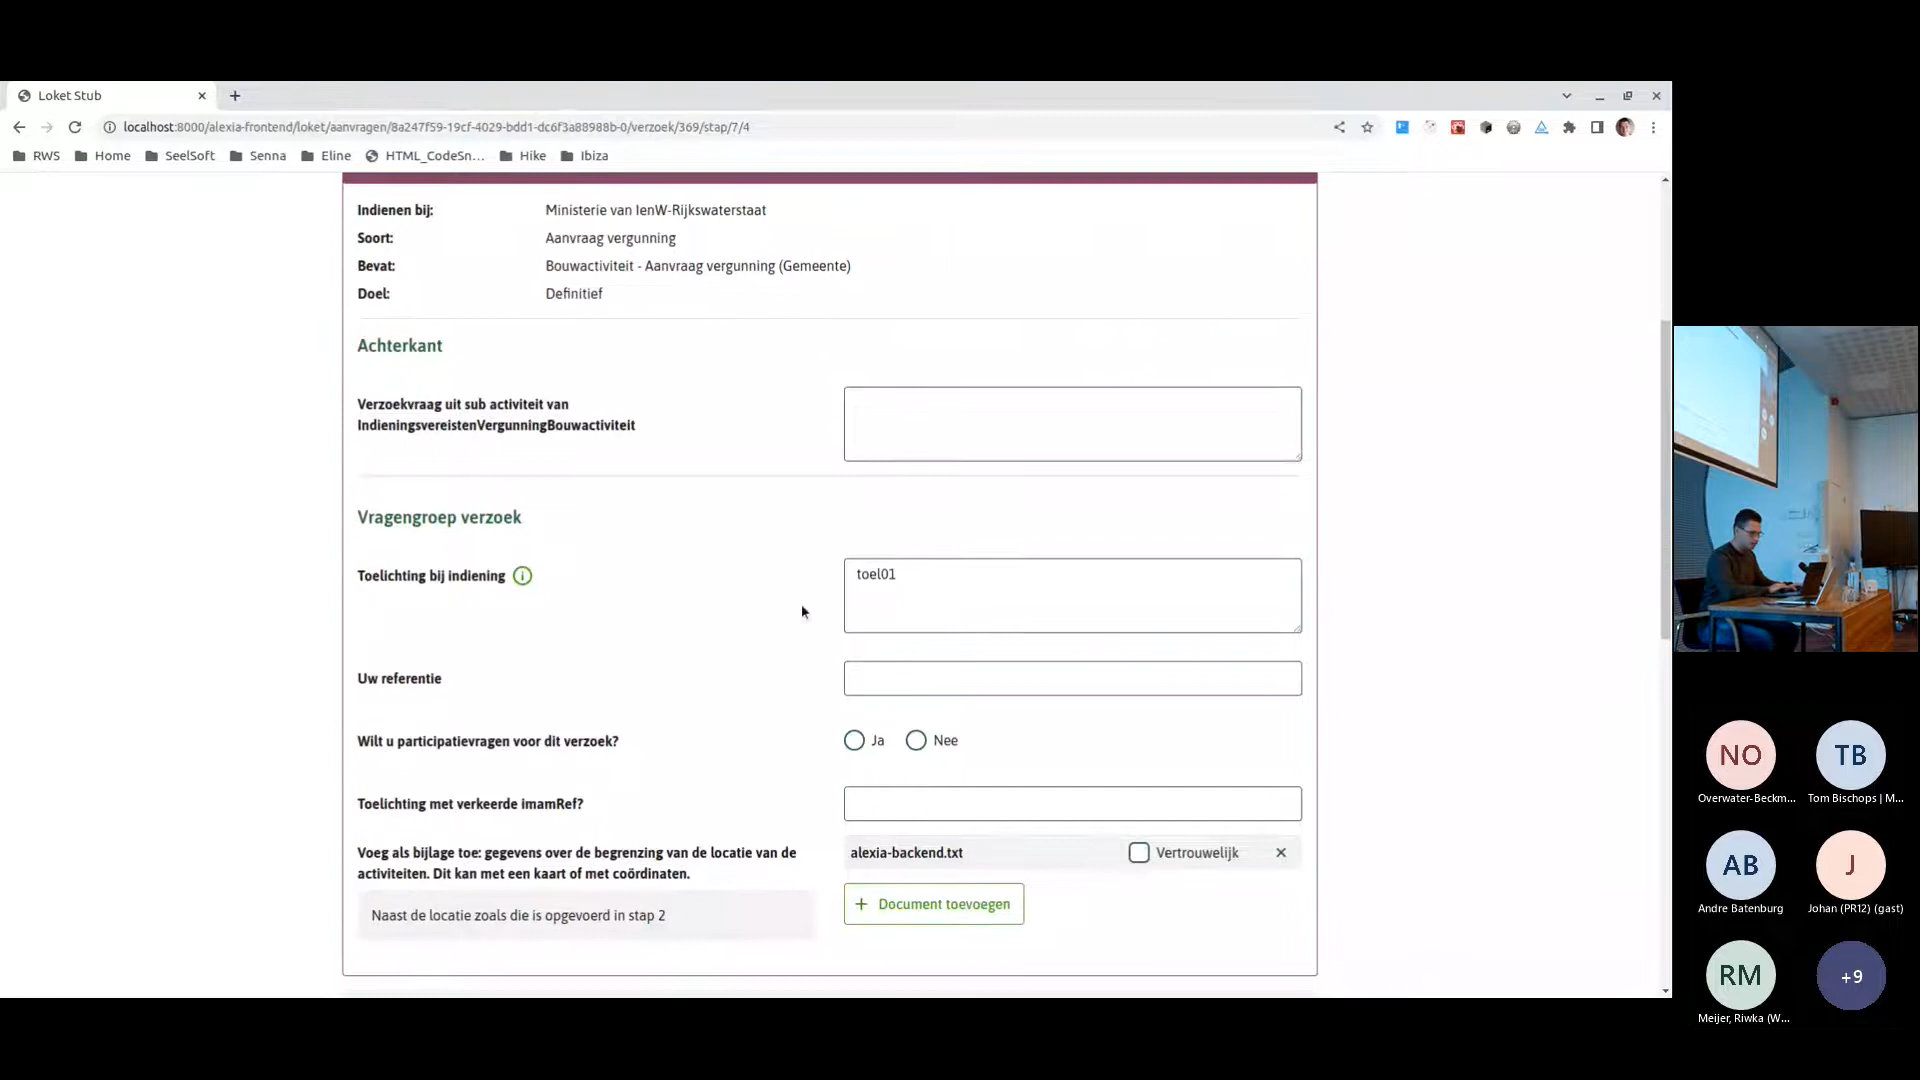 Loket Stub
localhost:8000/alexia-frontend/loket/aanvragen/8a247f59-19cf-4029-bdd1-dc6f3a88988b-0/verzoek/369/stap/7/4
RWS Home SeelSoft Senna Eline HTML_CodeSn... Hike Ibiza
Indienen bij: Ministerie van IenW-Rijkswaterstaat
Soort: Aanvraag vergunning
Bevat: Bouwactiviteit - Aanvraag vergunning (Gemeente)
Doel: Definitief
Achterkant
Verzoekvraag uit sub activiteit van
IndieningsvereistenVergunningBouwactiviteit
Vragengroep verzoek
Toelichting bij indiening i
toel01
Uw referentie
Wilt u participatievragen voor dit verzoek? Ja Nee
Toelichting met verkeerde imamRef?
Voeg als bijlage toe: gegevens over de begrenzing van de locatie van de
activiteiten. Dit kan met een kaart of met coördinaten.
alexia-backend.txt Vertrouwelijk
Document toevoegen
Naast de locatie zoals die is opgevoerd in stap 2
NO TB
Overwater-Beckm... Tom Bischops | M...
AB J
Andre Batenburg Johan (PR12) (gast)
RM +9
Meijer, Riwka (W...